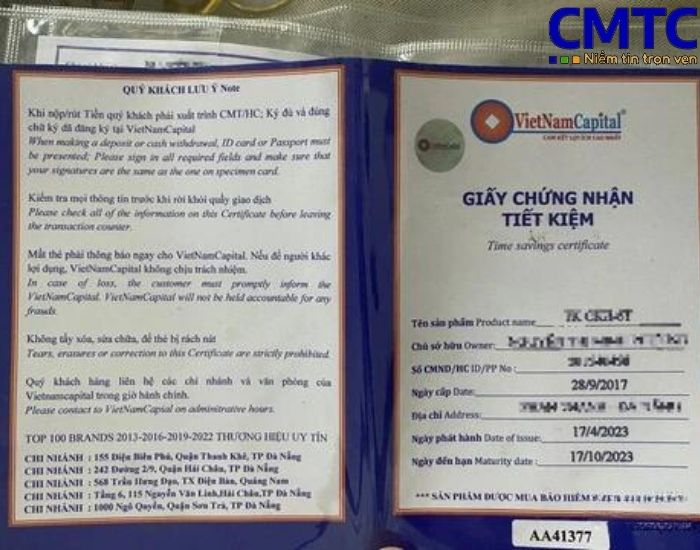 CMTC
Niềm tin trọn vẹn
QUÝ KHÁCH LƯU Ý Note
Khi nộp/rút Tiền quý khách phải xuất trình CMT/HC; Ký đủ và đúng
chữ ký đã đăng ký tại VietNamCapital
When making a deposit or cash withdrawal, ID card or Passport must
be presented; Please sign in all required fields and make sure that
your signatures are the same as the one on specimen card.
Kiểm tra mọi thông tin trước khi rời khỏi quầy giao dịch
Please check all of the information on this Certificate before leaving
the transaction counter.
Mất thẻ phải thông báo ngay cho VietNamCapital. Nếu để người khác
lợi dụng, VietNamCapital không chịu trách nhiệm.
In case of loss, the customer must promptly inform the
VietNamCapital. VietNamCapital will not be held accountable for any
frauds.
Không tẩy xóa, sửa chữa, để thẻ bị rách nát
Tears, erasures or correction to this Certificate are strictly prohibited.
Quý khách hàng liên hệ các chi nhánh và văn phòng của
Vietnamscapital trong giờ hành chính.
Please contact to VietNamCapial on adminitrative hours.
TOP 100 BRANDS 2013-2016-2019-2022 THƯƠNG HIỆU UY TÍN
CHI NHÁNH : 155 Điện Biên Phủ, Quận Thanh Khê, TP Đà Nẵng
CHI NHÁNH : 242 Đường 2/9, Quận Hải Châu, TP Đà Nẵng
CHI NHÁNH : 568 Trần Hưng Đạo, TX Điện Bàn, Quảng Nam
CHI NHÁNH : Tầng 6, 115 Nguyễn Văn Linh,Hải Châu,TP Đà Nẵng
CHI NHÁNH : 1000 Ngô Quyền, Quận Sơn Trà, TP Đà Nẵng
VietNamCapital®
CAM KẾT LỢI ÍCH CAO NHẤT
GIẤY CHỨNG NHẬN
TIẾT KIỆM
Time savings certificate
Tên sản phẩm Product name
Chủ sở hữu Owner:
Số CMND/HC ID/PP No :
Ngày cấp Date: 28/9/2017
Địa chỉ Address:
Ngày phát hành Date of Issue: 17/4/2023
Ngày đến hạn Maturity date: 17/10/2023
*** SẢN PHẨM ĐƯỢC MUA BẢO HIỂM
AA41377